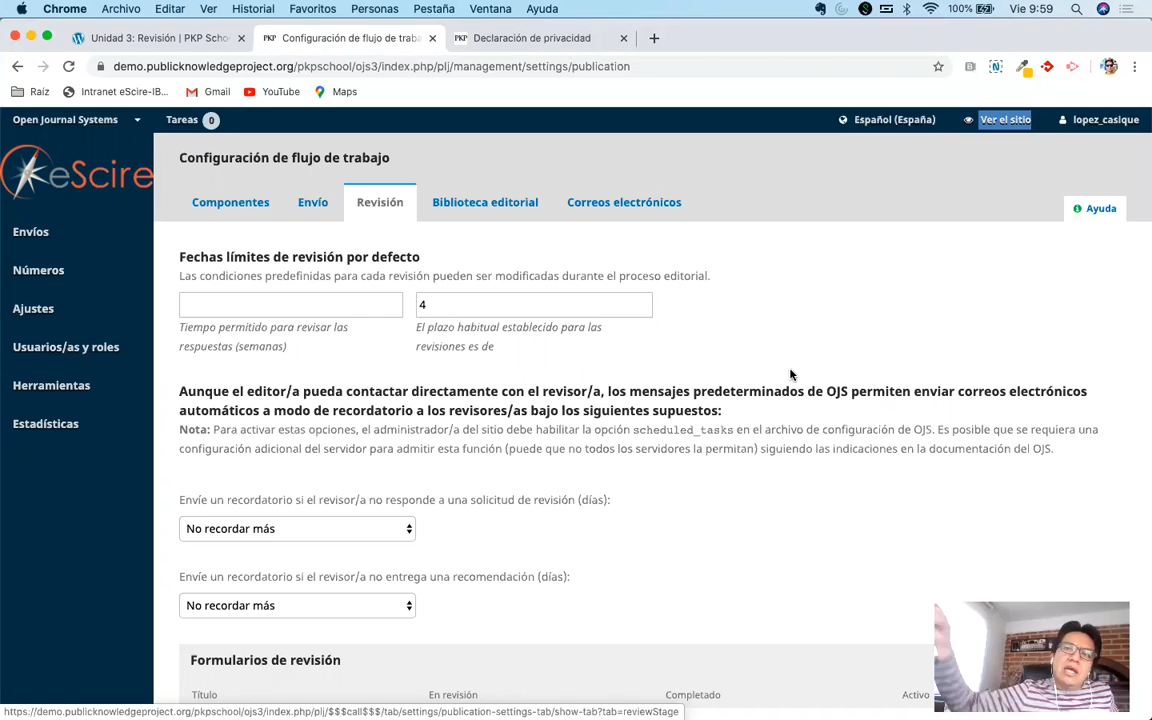 Chrome Archivo Editar Ver Historial Favoritos Personas Pestaña Ventana Ayuda 100% Vie 9:59
Unidad 3: Revisión | PKP Scho
PKP Configuración de flujo de traba
PKP Declaración de privacidad
demo.publicknowledgeproject.org/pkpschool/ojs3/index.php/plj/management/settings/publication
Raíz Intranet eScire-IB... Gmail YouTube Maps
Open Journal Systems Tareas 0 Español (España) Ver el sitio lopez_casique
eScire
Envíos
Números
Ajustes
Usuarios/as y roles
Herramientas
Estadísticas
Configuración de flujo de trabajo
Componentes Envío Revisión Biblioteca editorial Correos electrónicos
Ayuda
Fechas límites de revisión por defecto
Las condiciones predefinidas para cada revisión pueden ser modificadas durante el proceso editorial.
4
Tiempo permitido para revisar las
respuestas (semanas)
El plazo habitual establecido para las
revisiones es de
Aunque el editor/a pueda contactar directamente con el revisor/a, los mensajes predeterminados de OJS permiten enviar correos electrónicos
automáticos a modo de recordatorio a los revisores/as bajo los siguientes supuestos:
Nota: Para activar estas opciones, el administrador/a del sitio debe habilitar la opción scheduled_tasks en el archivo de configuración de OJS. Es posible que se requiera una
configuración adicional del servidor para admitir esta función (puede que no todos los servidores la permitan) siguiendo las indicaciones en la documentación del OJS.
Envíe un recordatorio si el revisor/a no responde a una solicitud de revisión (días):
No recordar más
Envíe un recordatorio si el revisor/a no entrega una recomendación (días):
No recordar más
Formularios de revisión
Título En revisión Completado Activo
https://demo.publicknowledgeproject.org/pkpschool/ojs3/index.php/plj/$$$call$$$/tab/settings/publication-settings-tab/show-tab?tab=reviewStage